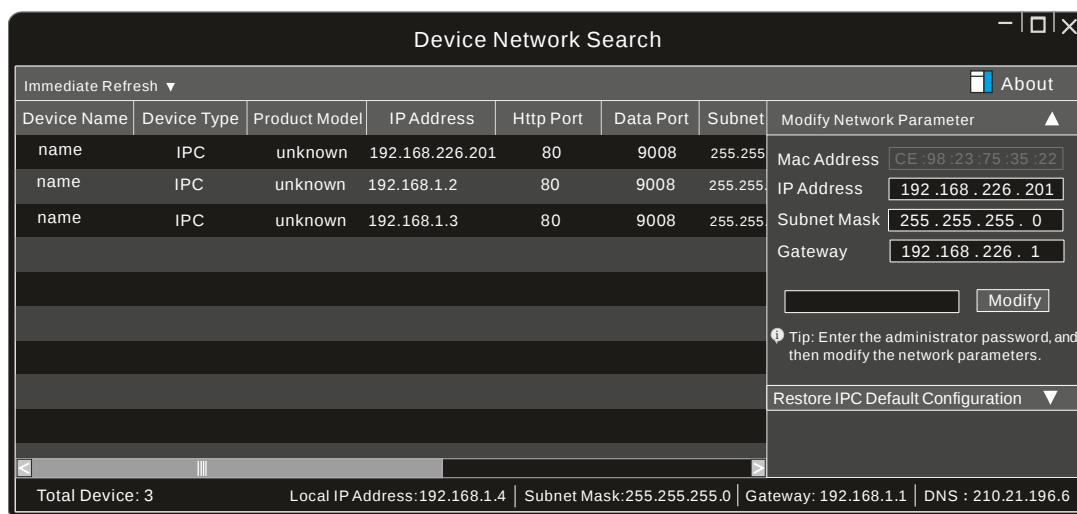 Device Network Search
Immediate Refresh ▼ About
Device Name Device Type Product Model IP Address Http Port Data Port Subnet
name IPC unknown 192.168.226.201 80 9008 255.255
name IPC unknown 192.168.1.2 80 9008 255.255.
name IPC unknown 192.168.1.3 80 9008 255.255.
Modify Network Parameter ▲
Mac Address CE :98 :23 :75 :35 :22
IP Address 192 .168 . 226 . 201
Subnet Mask 255 . 255 . 255 . 0
Gateway 192 .168 . 226 . 1
Modify
Tip: Enter the administrator password, and
then modify the network parameters.
Restore IPC Default Configuration ▼
Total Device: 3 Local IP Address:192.168.1.4 Subnet Mask:255.255.255.0 Gateway: 192.168.1.1 DNS : 210.21.196.6